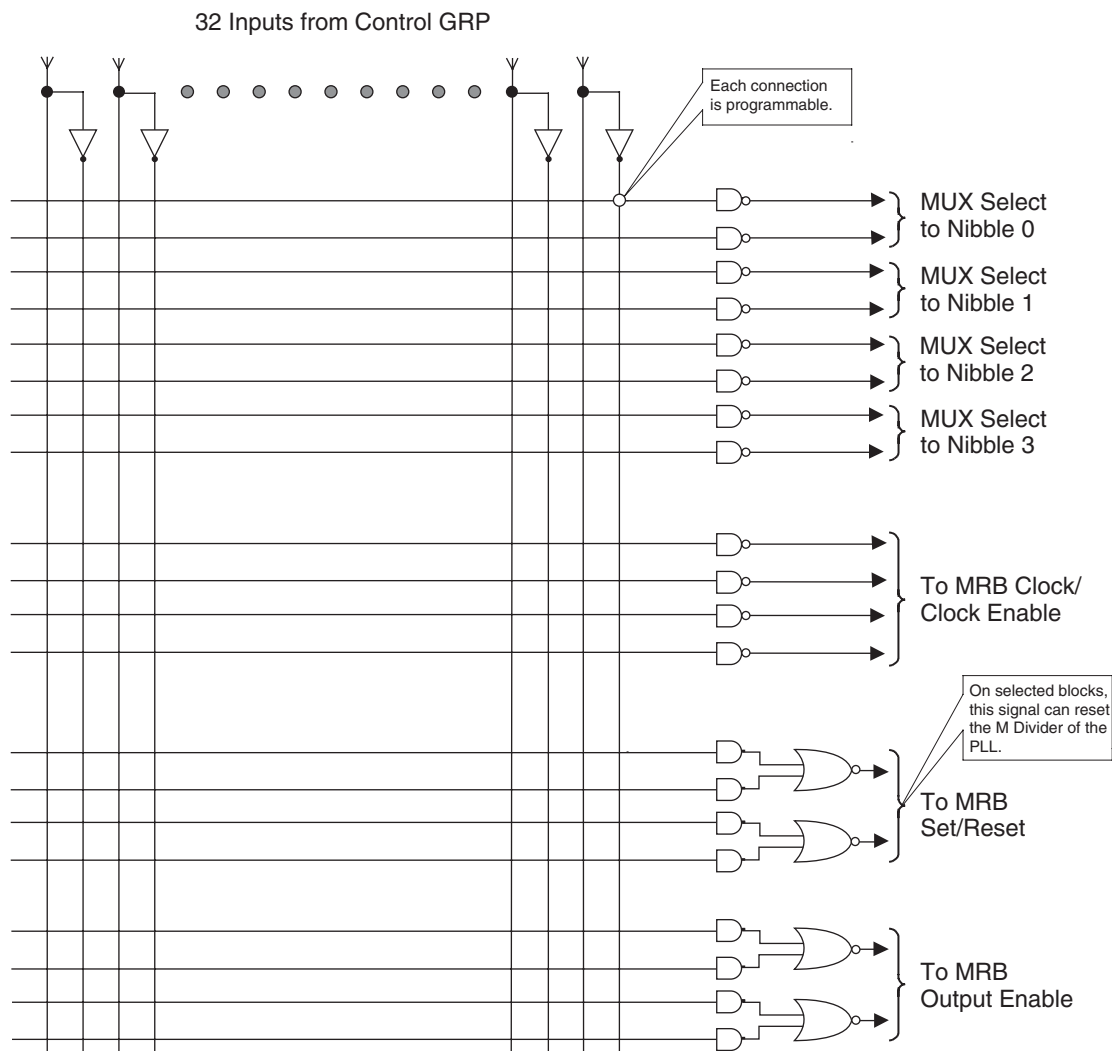 32 Inputs from Control GRP
Each connection
is programmable.
MUX Select
to Nibble 0
MUX Select
to Nibble 1
MUX Select
to Nibble 2
MUX Select
to Nibble 3
To MRB Clock/
Clock Enable
On selected blocks,
this signal can reset
the M Divider of the
PLL.
To MRB
Set/Reset
To MRB
Output Enable